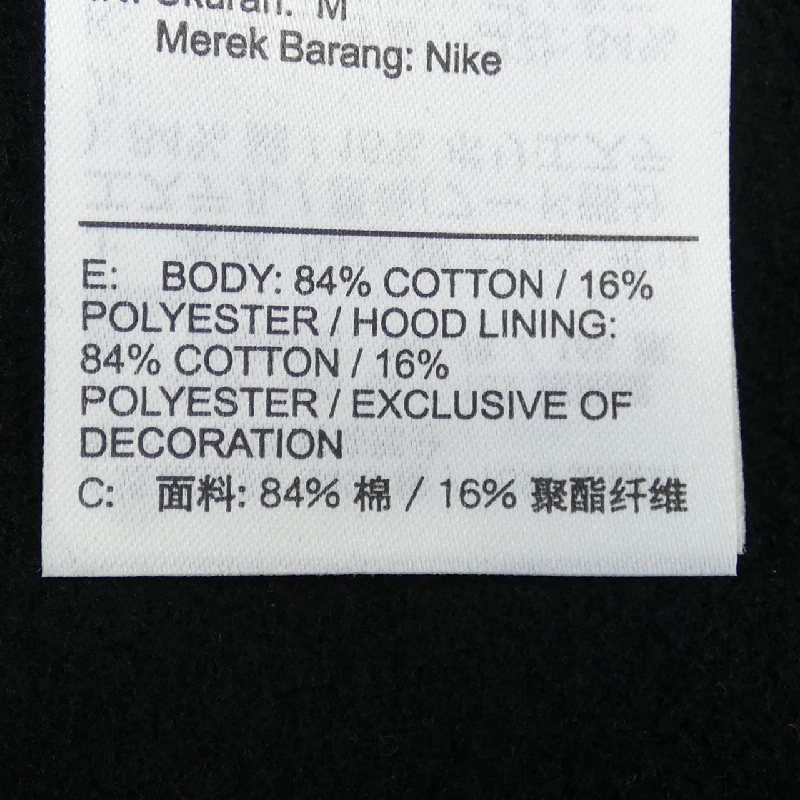 Ukuran: M
Merek Barang: Nike
E: BODY: 84% COTTON / 16%
POLYESTER / HOOD LINING:
84% COTTON / 16%
POLYESTER / EXCLUSIVE OF
DECORATION
C: 面料: 84% 棉 / 16% 聚酯纤维